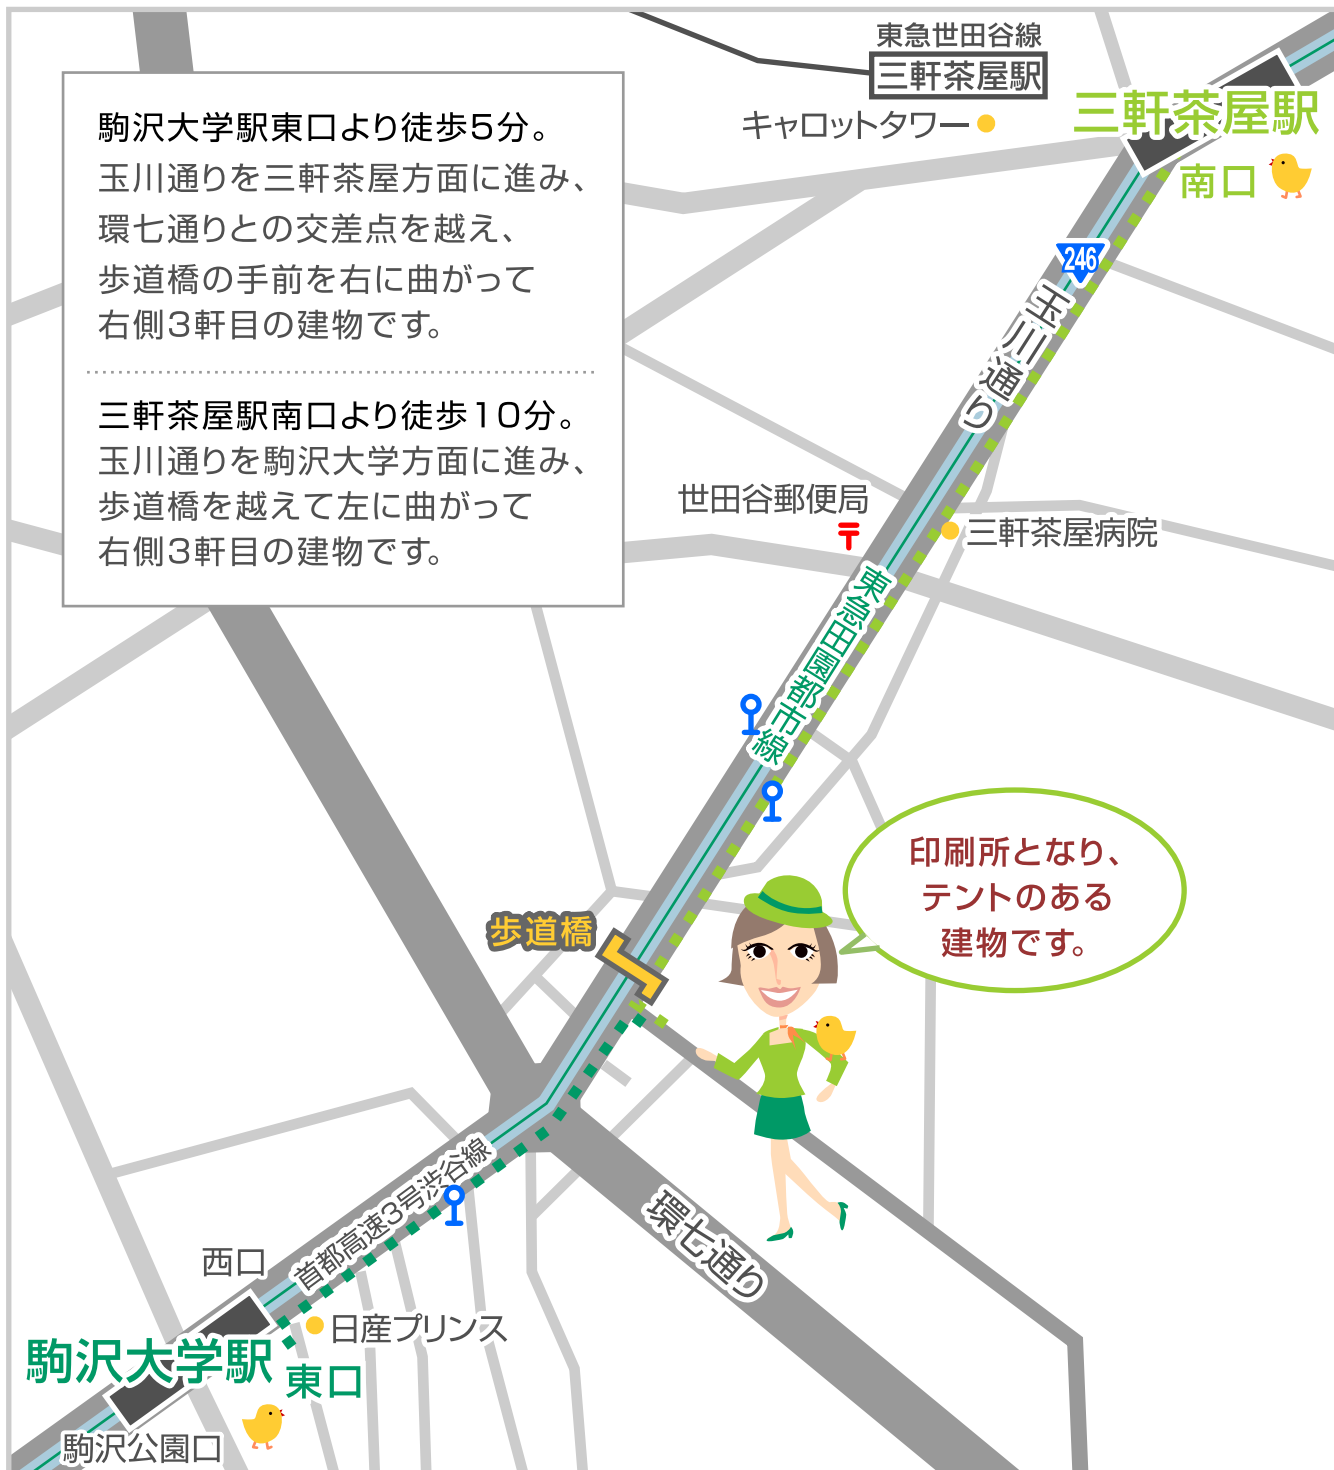 駒沢大学駅東口より徒歩5分。
玉川通りを三軒茶屋方面に進み、
環七通りとの交差点を越え、
歩道橋の手前を右に曲がって
右側3軒目の建物です。
三軒茶屋駅南口より徒歩10分。
玉川通りを駒沢大学方面に進み、
歩道橋を越えて左に曲がって
右側3軒目の建物です。
東急世田谷線
三軒茶屋駅
キャロットタワー
三軒茶屋駅
南口
246
玉川通り
世田谷郵便局
〒
三軒茶屋病院
東急田園都市線
印刷所となり、
テントのある
建物です。
歩道橋
首都高速3号渋谷線
環七通り
西口
日産プリンス
駒沢大学駅
東口
駒沢公園口